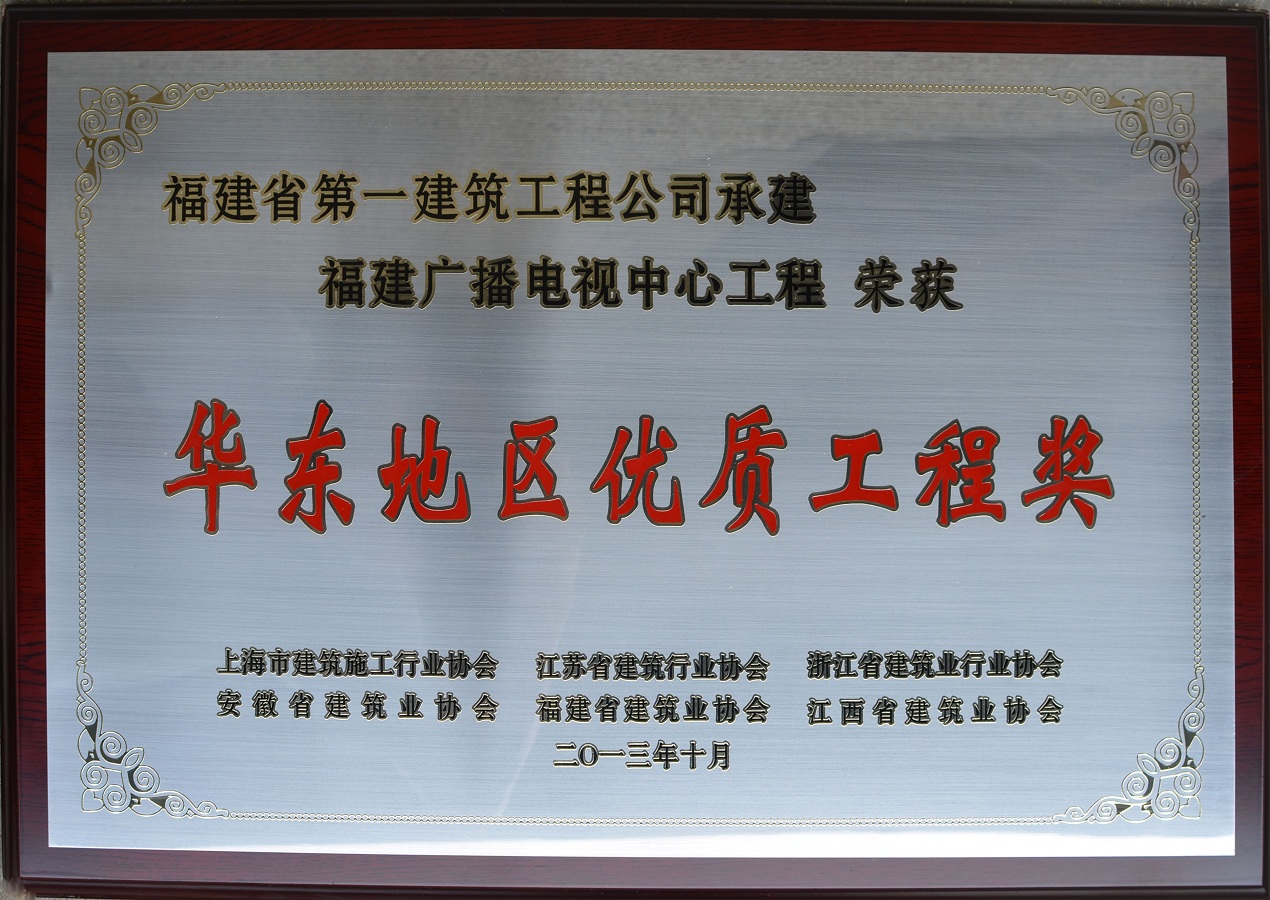 福建省第一建筑工程公司承建
福建广播电视中心工程 荣获
华东地区优质工程奖
上海市建筑施工行业协会 江苏省建筑行业协会 浙江省建筑业行业协会
安徽省建筑业协会 福建省建筑业协会 江西省建筑业协会
二O一三年十月